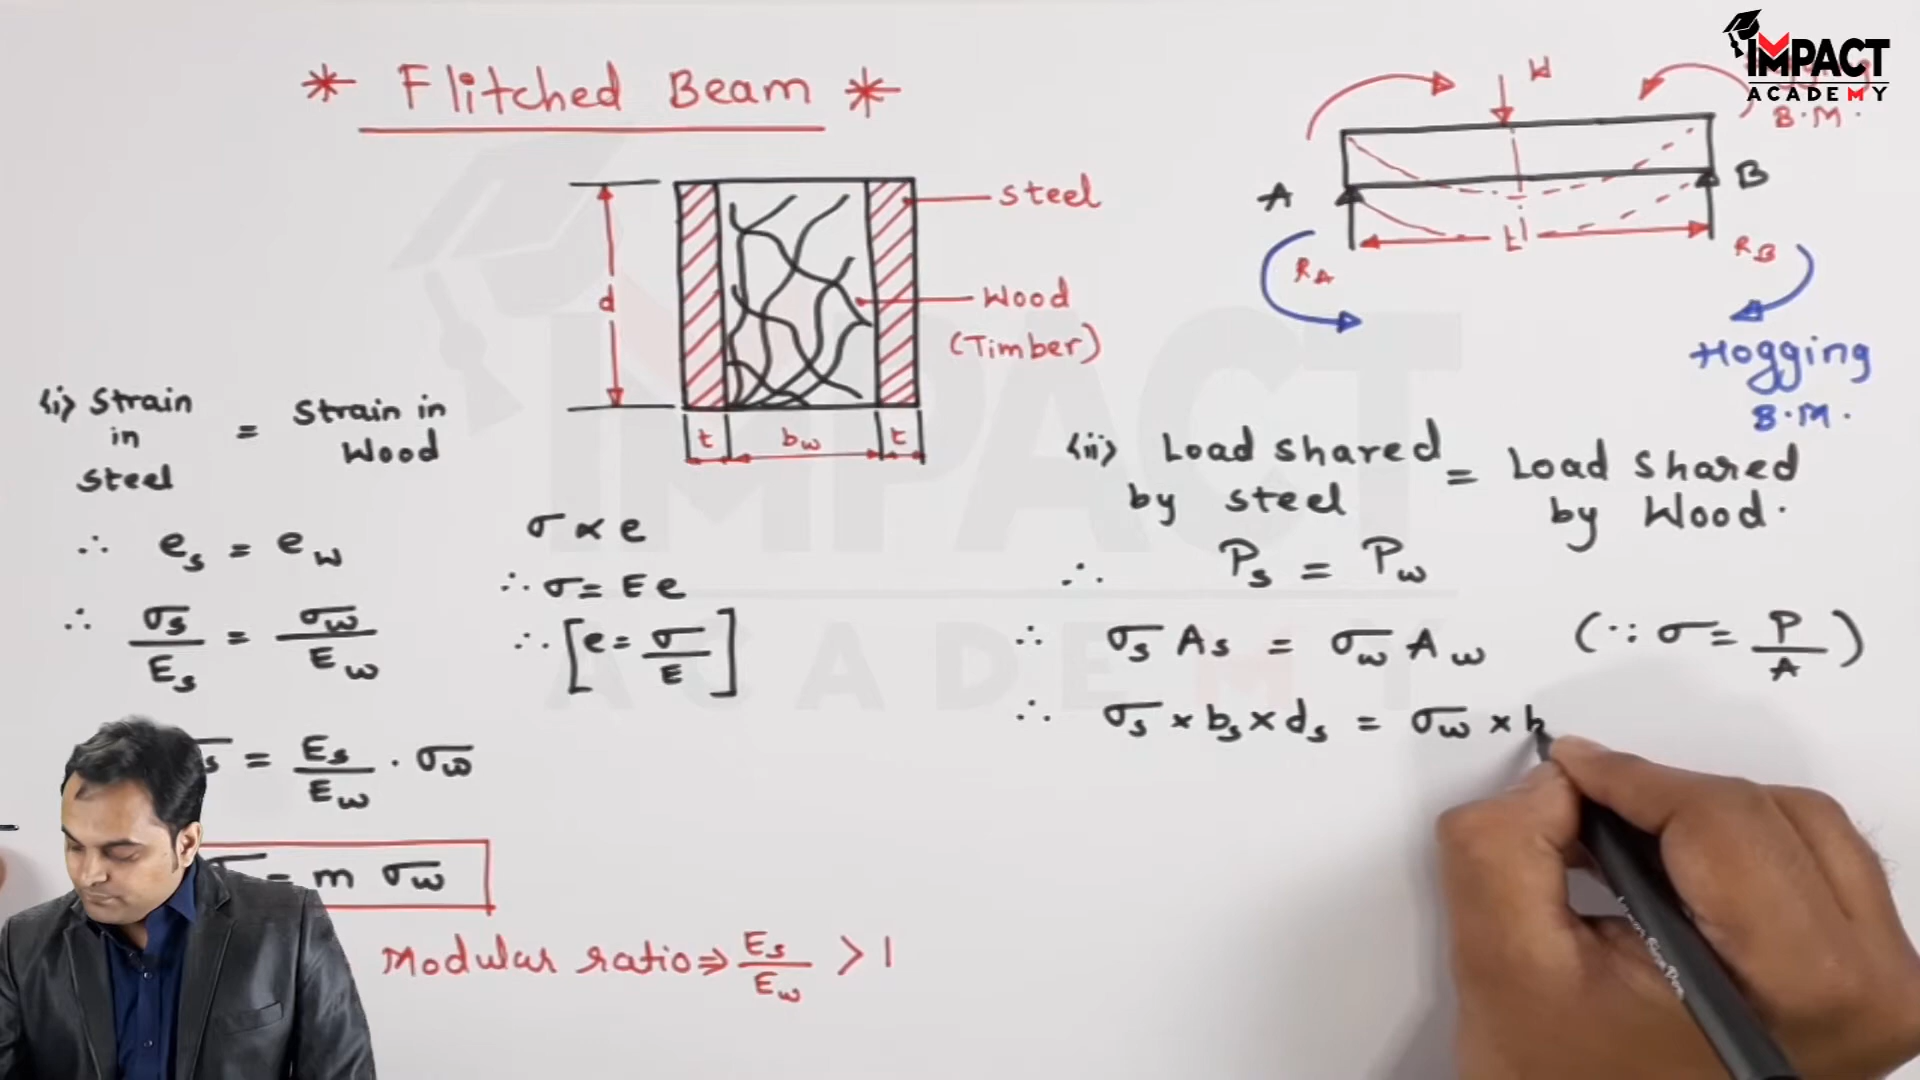 * Flitched Beam *
IMPACT
ACADEMY
W
B.M.
A
B
L
RA
RB
Hogging
B.M.
steel
d
Wood
(Timber)
t
bw
t
(i) Strain in steel = Strain in Wood
∴ es = ew
∴ σs/Es = σw/Ew
s = Es/Ew · σw
= m σw
Modular ratio ⇒ Es/Ew > 1
σ ∝ e
∴ σ = E e
∴ [e = σ/E]
(ii) Load shared by steel = Load shared by Wood.
∴ Ps = Pw
∴ σs As = σw Aw (∵ σ = P/A)
∴ σs × bs × ds = σw × b
IMPACT
ACADEMY